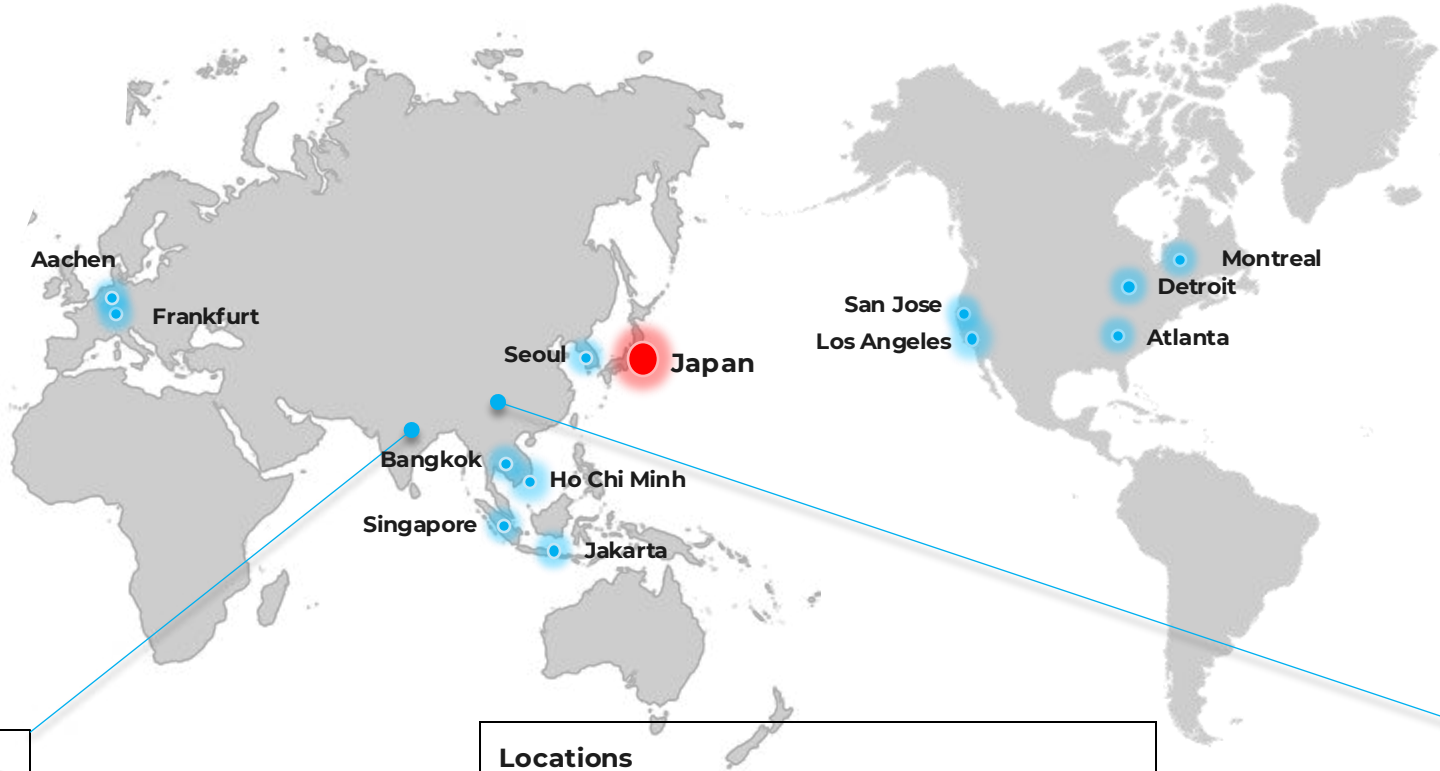 Aachen
Montreal
Detroit
San Jose
Frankfurt
Atlanta
Los Angeles
Seoul
Japan
Bangkok
Ho Chi Minh
Singapore
Jakarta
Locations